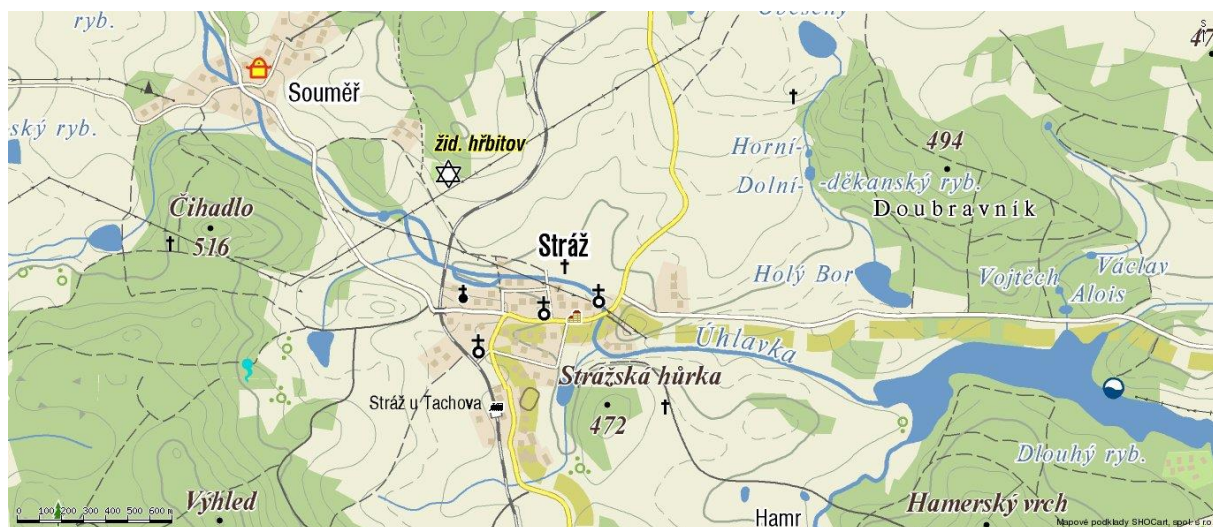 ryb.
S
Souměř
ský ryb.
žid. hřbitov
Horní-
494
Dolní-
-děkanský ryb.
Doubravník
Čihadlo
516
Stráž
Holý Bor
Vojtěch
Václav
Alois
Úhlavka
Strážská hůrka
Stráž u Tachova
472
Dlouhý ryb.
Výhled
Hamerský vrch
Hamr
0 100 200 300 400 500 600 m
Mapové podklady SHOCart, spol. s r.o.